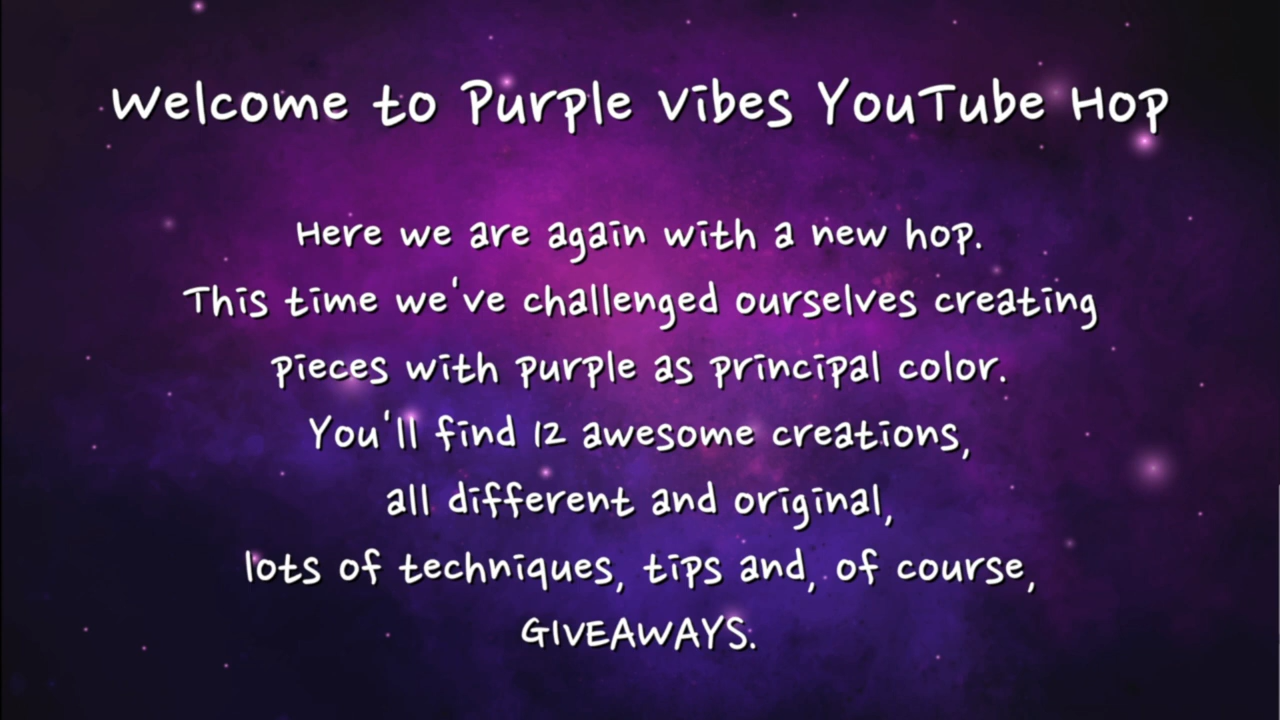 Welcome to Purple Vibes YouTube Hop
Here we are again with a new hop.
This time we've challenged ourselves creating
pieces with purple as principal color.
You'll find 12 awesome creations,
all different and original,
lots of techniques, tips and, of course,
GIVEAWAYS.